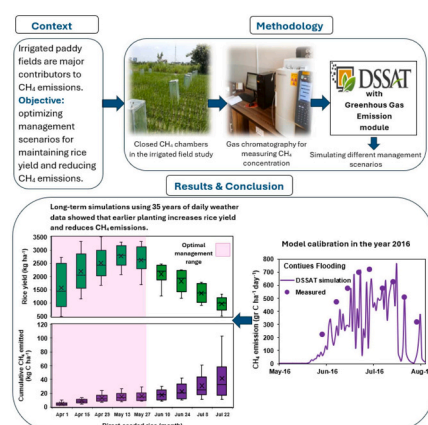 Context
Irrigated paddy
fields are major
contributors to
CH₄ emissions.
Objective:
optimizing
management
scenarios for
maintaining rice
yield and reducing
CH₄ emissions.
Methodology
Closed CH₄ chambers
in the irrigated field study
Gas chromatography for
measuring CH₄
concentration
DSSAT
with
Greenhous Gas
Emission
module
Simulating different management
scenarios
Results & Conclusion
Long-term simulations using 35 years of daily weather
data showed that earlier planting increases rice yield
and reduces CH₄ emissions.
Rice yield (kg ha⁻¹)
3500
3000
2500
2000
1500
1000
500
Optimal
management
range
Cumulative CH₄ emitted
(kg C ha⁻¹)
120
100
80
60
40
20
0
Apr 1
Apr 15
Apr 29
May 13
May 27
Jun 10
Jun 24
Jul 8
Jul 22
Direct seeded rice (month)
Model calibration in the year 2016
Contiues Flooding
DSSAT simulation
Measured
CH₄ emission (gr C ha⁻¹ day⁻¹)
800
700
600
500
400
300
200
100
0
May-16
Jun-16
Jul-16
Aug-1